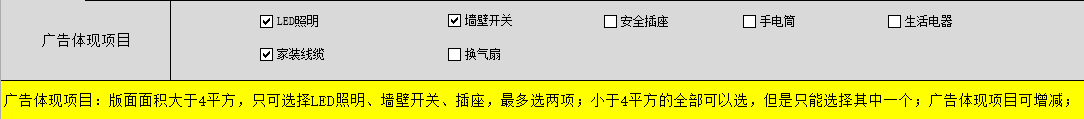 LED照明 墙壁开关 安全插座 手电筒 生活电器
广告体现项目
家装线缆 换气扇
广告体现项目：版面面积大于4平方，只可选择LED照明、墙壁开关、插座，最多选两项；小于4平方的全部可以选，但是只能选择其中一个；广告体现项目可增减；